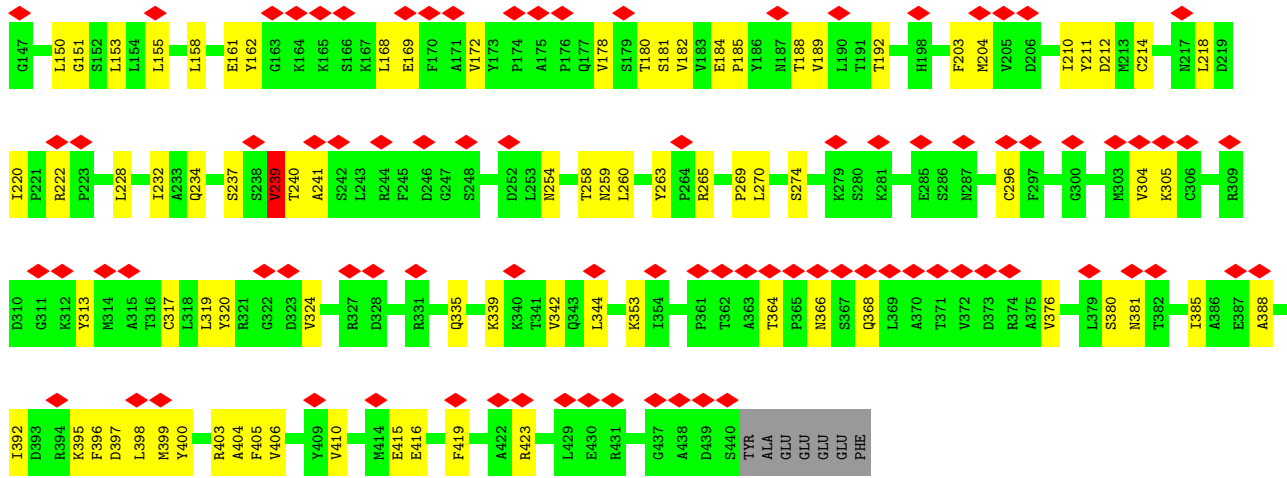 G147 L150 G151 S152 L153 L154 L155 L158 E161 Y162 G163 K164 K165 S166 K167 L168 E169 F170 A171 V172 Y173 P174 A175 P176 Q177 V178 S179 T180 S181 V182 V183 E184 P185 Y186 N187 T188 V189 L190 T191 T192 H198 F203 M204 V205 D206 I210 Y211 D212 M213 C214 N217 L218 D219
I220 P221 R222 P223 L228 I232 A233 Q234 S237 S238 V239 T240 A241 S242 L243 R244 F245 D246 G247 S248 D252 L253 N254 T258 N259 L260 Y263 P264 R265 P269 L270 S274 K279 S280 K281 E285 S286 N287 C296 F297 G300 M303 V304 K305 C306 R309
D310 G311 K312 Y313 M314 A315 T316 C317 L318 L319 Y320 R321 G322 D323 V324 R327 D328 R331 Q335 K339 K340 T341 V342 Q343 L344 K353 I354 P361 T362 A363 T364 P365 N366 S367 Q368 L369 A370 T371 V372 D373 R374 A375 V376 L379 S380 N381 T382 I385 A386 E387 A388
I392 D393 R394 K395 F396 D397 L398 M399 Y400 R403 A404 F405 V406 Y409 V410 M414 E415 E416 F419 A422 R423 L429 E430 R431 G437 A438 D439 S440 TYR ALA GLU GLU GLU GLU PHE